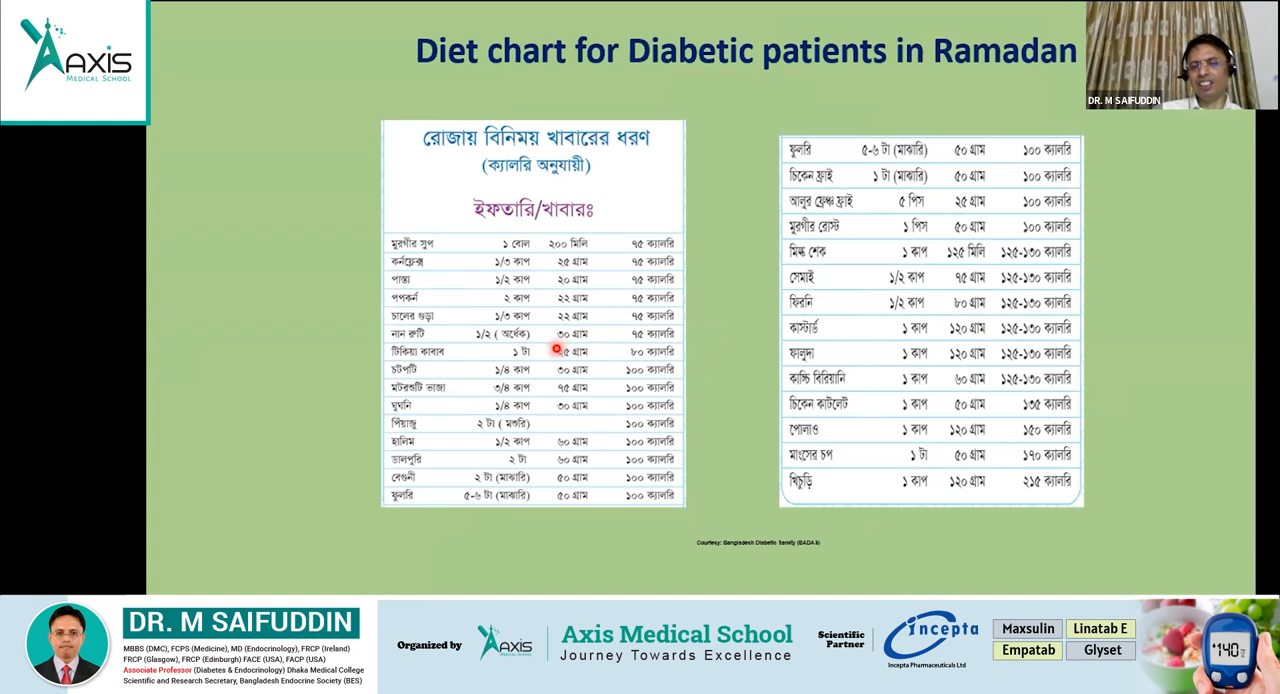 AXIS
MEDICAL SCHOOL
Diet chart for Diabetic patients in Ramadan
DR. M SAIFUDDIN
রোজায় বিনিময় খাবারের ধরণ
(ক্যালরি অনুযায়ী)
ইফতারি/খাবারঃ
মুরগীর সুপ ১ বোল ২০০ মিলি ৭৫ ক্যালরি
কর্নফ্লেক্স ১/৩ কাপ ২৫ গ্রাম ৭৫ ক্যালরি
পাস্তা ১/২ কাপ ২০ গ্রাম ৭৫ ক্যালরি
পপকর্ন ২ কাপ ২২ গ্রাম ৭৫ ক্যালরি
চালের গুড়া ১/৩ কাপ ২২ গ্রাম ৭৫ ক্যালরি
নান রুটি ১/২ ( অর্ধেক) ৩০ গ্রাম ৭৫ ক্যালরি
টিকিয়া কাবাব ১ টা ২৫ গ্রাম ৮০ ক্যালরি
চটপটি ১/৪ কাপ ৩০ গ্রাম ১০০ ক্যালরি
মটরশুটি ভাজা ৩/৪ কাপ ৭৫ গ্রাম ১০০ ক্যালরি
ঘুঘনি ১/৪ কাপ ৩০ গ্রাম ১০০ ক্যালরি
পিঁয়াজু ২ টা ( মশুরি) ১০০ ক্যালরি
হালিম ১/২ কাপ ৬০ গ্রাম ১০০ ক্যালরি
ডালপুরি ২ টা ৬০ গ্রাম ১০০ ক্যালরি
বেগুনী ২ টা (মাঝারি) ৫০ গ্রাম ১০০ ক্যালরি
ফুলরি ৫-৬ টা (মাঝারি) ৫০ গ্রাম ১০০ ক্যালরি
ফুলরি ৫-৬ টা (মাঝারি) ৫০ গ্রাম ১০০ ক্যালরি
চিকেন ফ্রাই ১ টা (মাঝারি) ৫০ গ্রাম ১০০ ক্যালরি
আলুর ফ্রেঞ্চ ফ্রাই ৫ পিস ২৫ গ্রাম ১০০ ক্যালরি
মুরগীর রোস্ট ১ পিস ৫০ গ্রাম ১০০ ক্যালরি
মিল্ক শেক ১ কাপ ১২৫ মিলি ১২৫-১৩০ ক্যালরি
সেমাই ১/২ কাপ ৭৫ গ্রাম ১২৫-১৩০ ক্যালরি
ফিরনি ১/২ কাপ ৮০ গ্রাম ১২৫-১৩০ ক্যালরি
কাস্টার্ড ১ কাপ ১২০ গ্রাম ১২৫-১৩০ ক্যালরি
ফালুদা ১ কাপ ১২০ গ্রাম ১২৫-১৩০ ক্যালরি
কাচ্চি বিরিয়ানি ১ কাপ ৬০ গ্রাম ১২৫-১৩০ ক্যালরি
চিকেন কাটলেট ১ কাপ ৫০ গ্রাম ১৩৫ ক্যালরি
পোলাও ১ কাপ ১২০ গ্রাম ১৫০ ক্যালরি
মাংসের চপ ১ টা ৫০ গ্রাম ১৭০ ক্যালরি
খিচুড়ি ১ কাপ ১২০ গ্রাম ২১৫ ক্যালরি
Courtesy: Bangladesh Diabetic
DR. M SAIFUDDIN
MBBS (DMC), FCPS (Medicine), MD (Endocrinology), FRCP (Ireland)
FRCP (Glasgow), FRCP (Edinburgh) FACE (USA), FACP (USA)
Associate Professor (Diabetes & Endocrinology) Dhaka Medical College
Scientific and Research Secretary, Bangladesh Endocrine Society (BES)
Organized by
AXIS
MEDICAL SCHOOL
Axis Medical School
Journey Towards Excellence
Scientific
Partner
incepta
Incepta Pharmaceuticals Ltd
Maxsulin Linatab E
Empatab Glyset
140